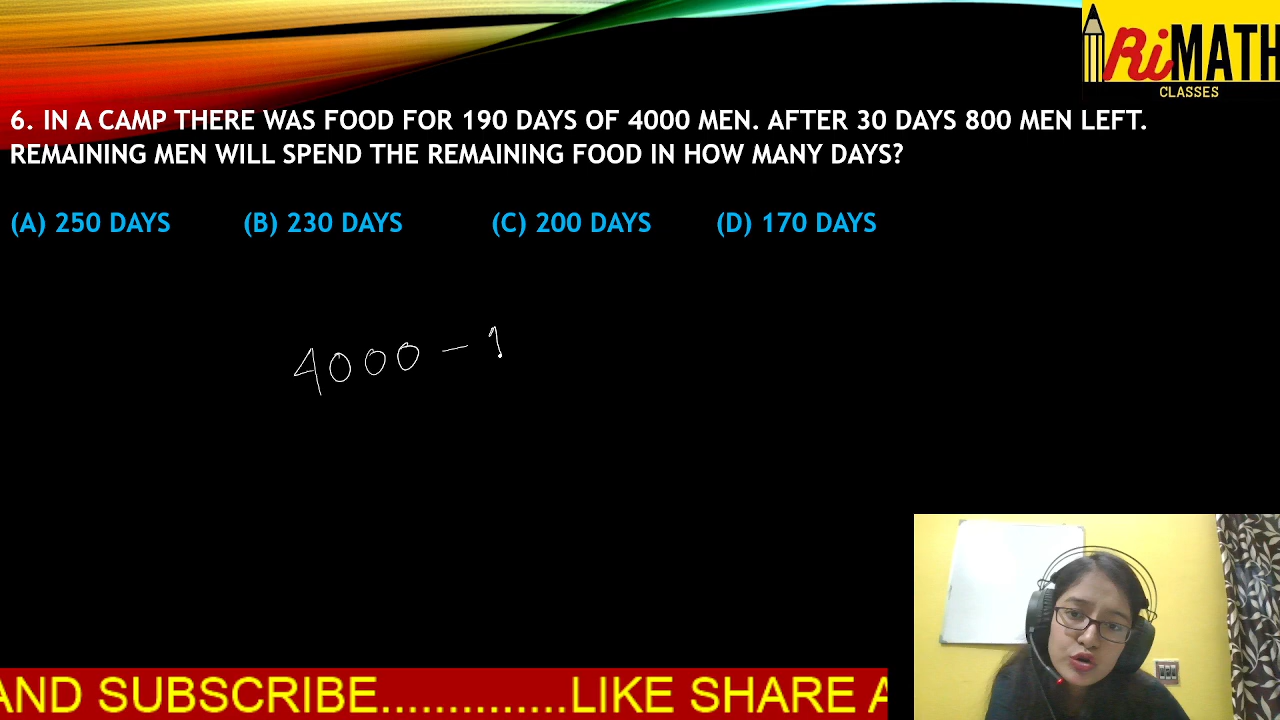 RiMATH
CLASSES
6. IN A CAMP THERE WAS FOOD FOR 190 DAYS OF 4000 MEN. AFTER 30 DAYS 800 MEN LEFT.
REMAINING MEN WILL SPEND THE REMAINING FOOD IN HOW MANY DAYS?
(A) 250 DAYS (B) 230 DAYS (C) 200 DAYS (D) 170 DAYS
4000 – 1
AND SUBSCRIBE...............LIKE SHARE A